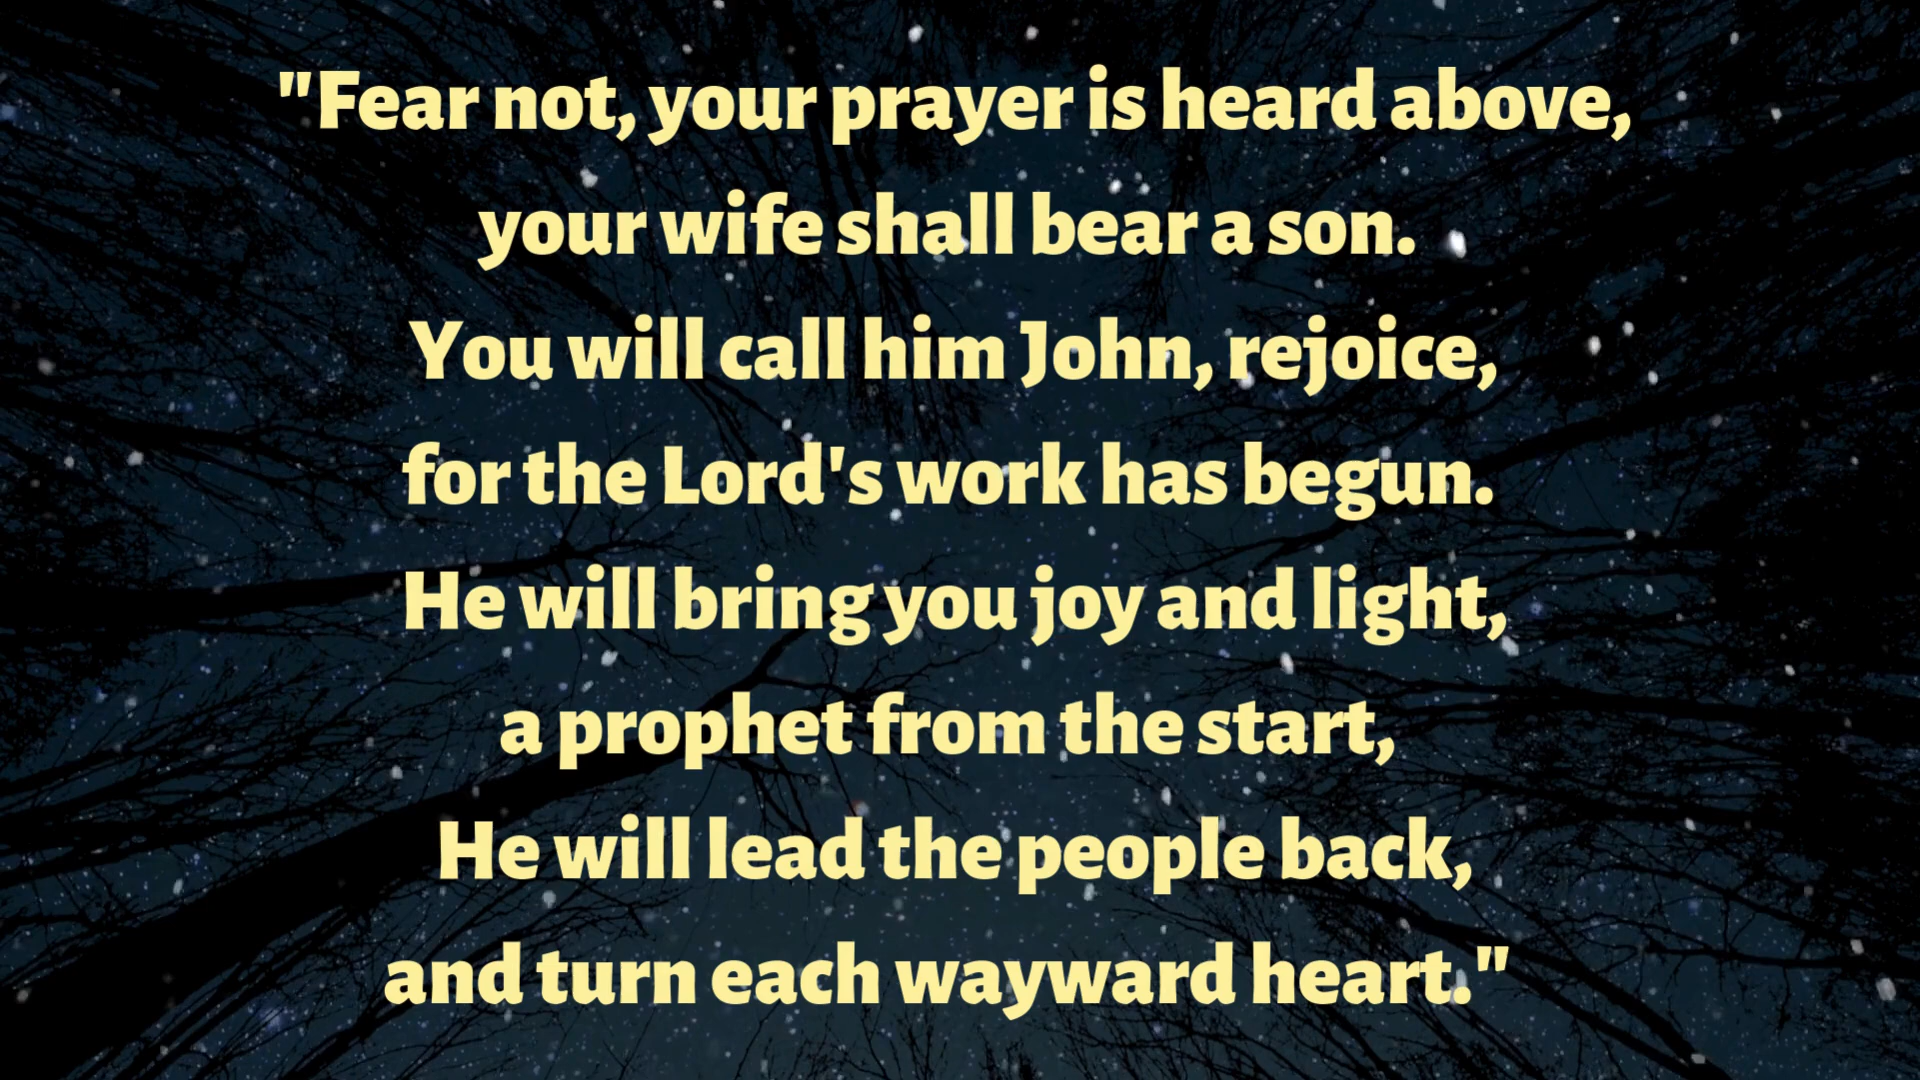 "Fear not, your prayer is heard above,
your wife shall bear a son.
You will call him John, rejoice,
for the Lord's work has begun.
He will bring you joy and light,
a prophet from the start,
He will lead the people back,
and turn each wayward heart."